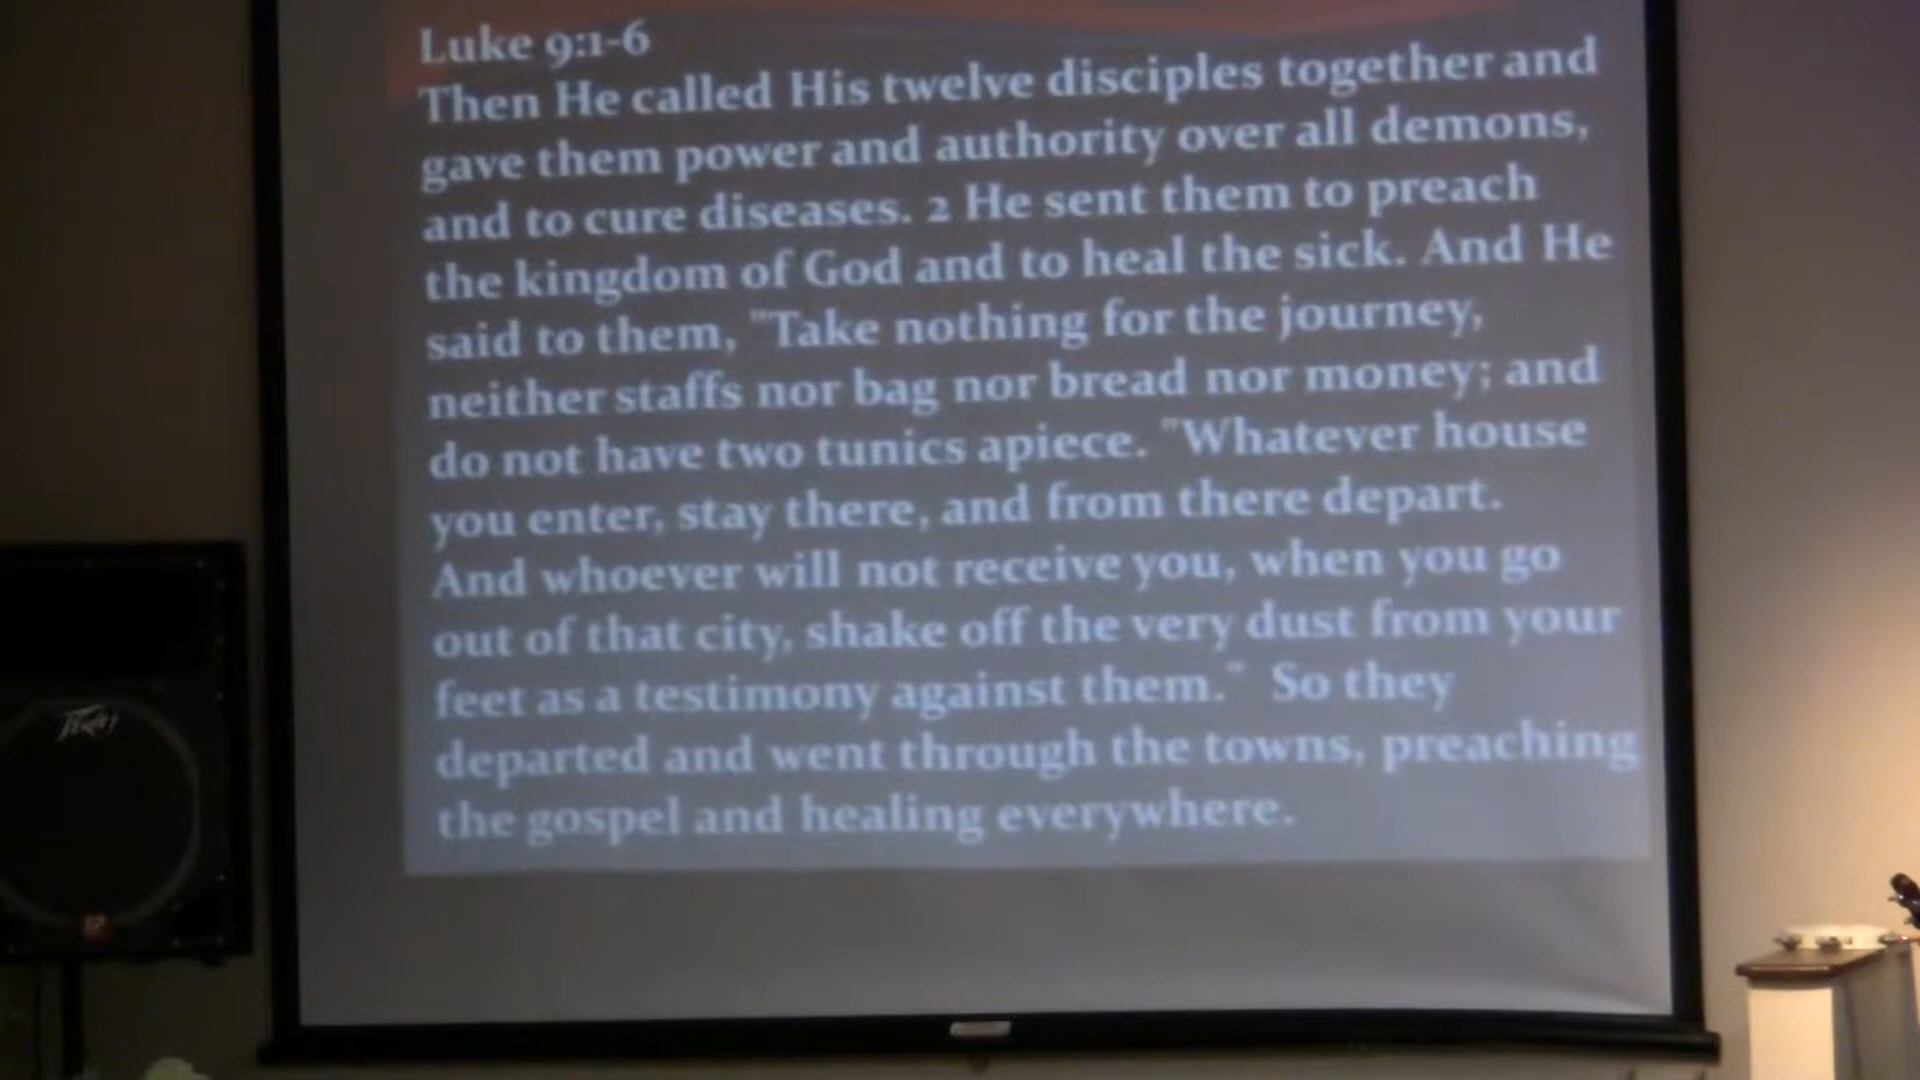 Luke 9:1-6
Then He called His twelve disciples together and
gave them power and authority over all demons,
and to cure diseases. 2 He sent them to preach
the kingdom of God and to heal the sick. And He
said to them, "Take nothing for the journey,
neither staffs nor bag nor bread nor money; and
do not have two tunics apiece. "Whatever house
you enter, stay there, and from there depart.
And whoever will not receive you, when you go
out of that city, shake off the very dust from your
feet as a testimony against them." So they
departed and went through the towns, preaching
the gospel and healing everywhere.
Peavey